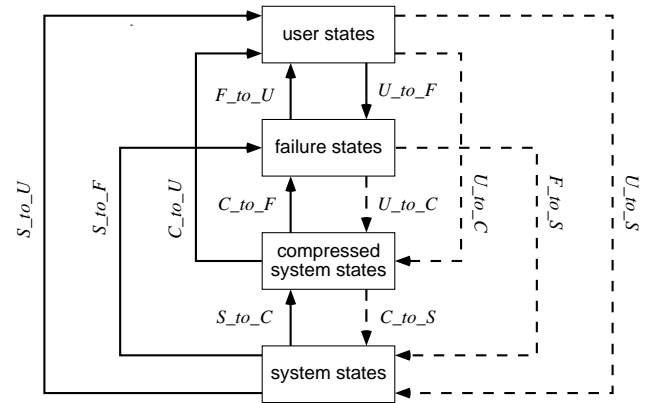 user states
F_to_U
U_to_F
failure states
S_to_U
S_to_F
C_to_U
C_to_F
U_to_C
U_to_C
F_to_S
U_to_S
compressed
system states
S_to_C
C_to_S
system states